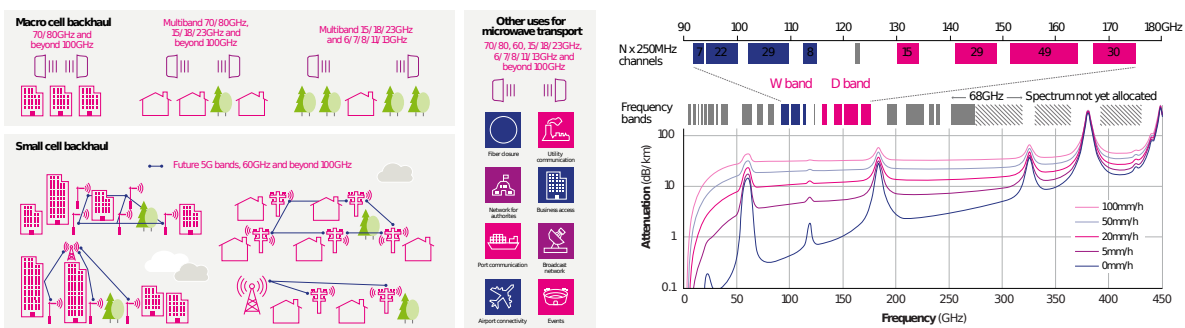 Macro cell backhaul
70/80GHz and
beyond 100GHz
Multiband 70/80GHz,
15/18/23GHz and
beyond 100GHz
Multiband 15/18/23GHz
and 6/7/8/11/13GHz
Small cell backhaul
Future 5G bands, 60GHz and beyond 100GHz
Other uses for
microwave transport
70/80, 60, 15/18/23GHz,
6/7/8/11/13GHz and
beyond 100GHz
Fiber closure
Utility
communication
Network for
authorites
Business access
Port communication
Broadcast
network
Airport connectivity
Events
90 100 110 120 130 140 150 160 170 180GHz
N x 250MHz
channels
7 22 29 8 15 29 49 30
W band D band
68GHz
Spectrum not yet allocated
Frequency
bands
Attenuation (dB/km)
100
10
1
0.1
100mm/h
50mm/h
20mm/h
5mm/h
0mm/h
0 50 100 150 200 250 300 350 400 450
Frequency (GHz)